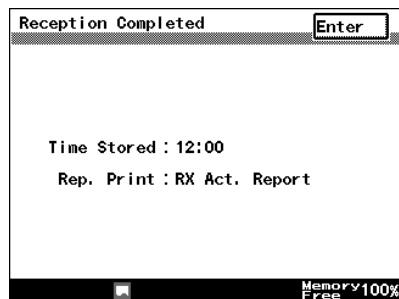 Reception Completed
Enter
Time Stored : 12:00
Rep. Print : RX Act. Report
Memory Free 100%